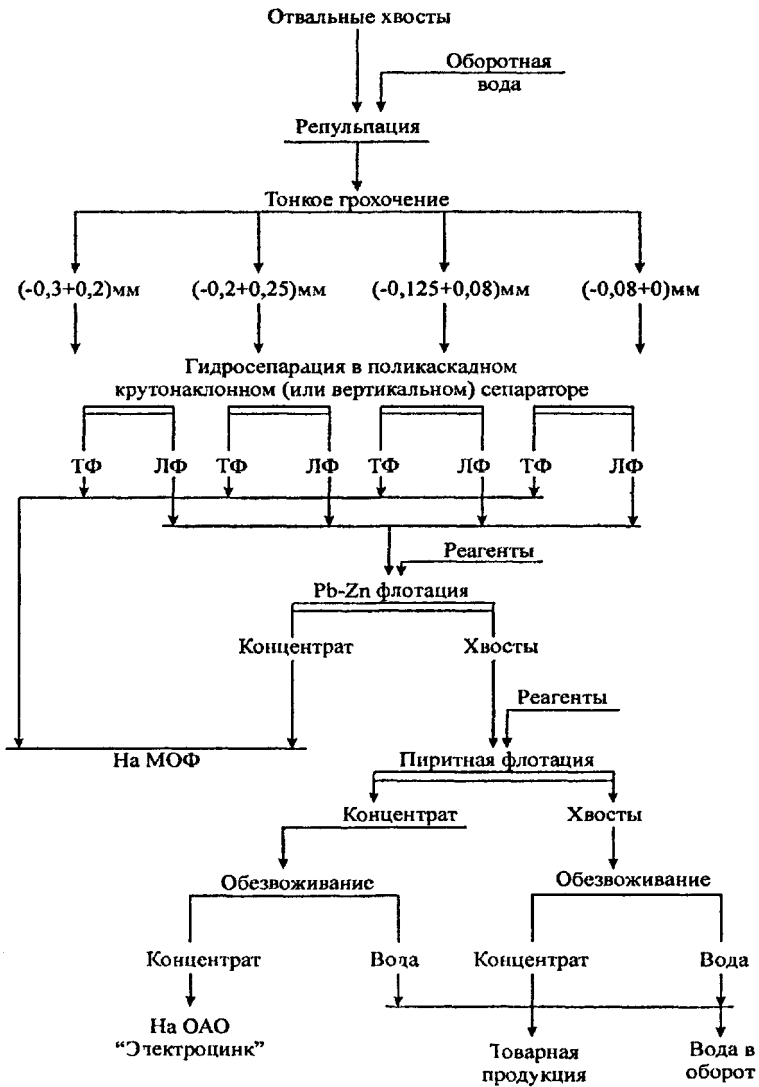 Отвальные хвосты
Оборотная
вода
Репульпация
Тонкое грохочение
(-0,3+0,2)мм
(-0,2+0,25)мм
(-0,125+0,08)мм
(-0,08+0)мм
Гидросепарация в поликаскадном
крутонаклонном (или вертикальном) сепараторе
ТФ ЛФ ТФ ЛФ ТФ ЛФ ТФ ЛФ
Реагенты
Pb-Zn флотация
Концентрат Хвосты
Реагенты
На МОФ
Пиритная флотация
Концентрат Хвосты
Обезвоживание Обезвоживание
Концентрат Вода Концентрат Вода
На ОАО
“Электроцинк”
Товарная
продукция
Вода в
оборот